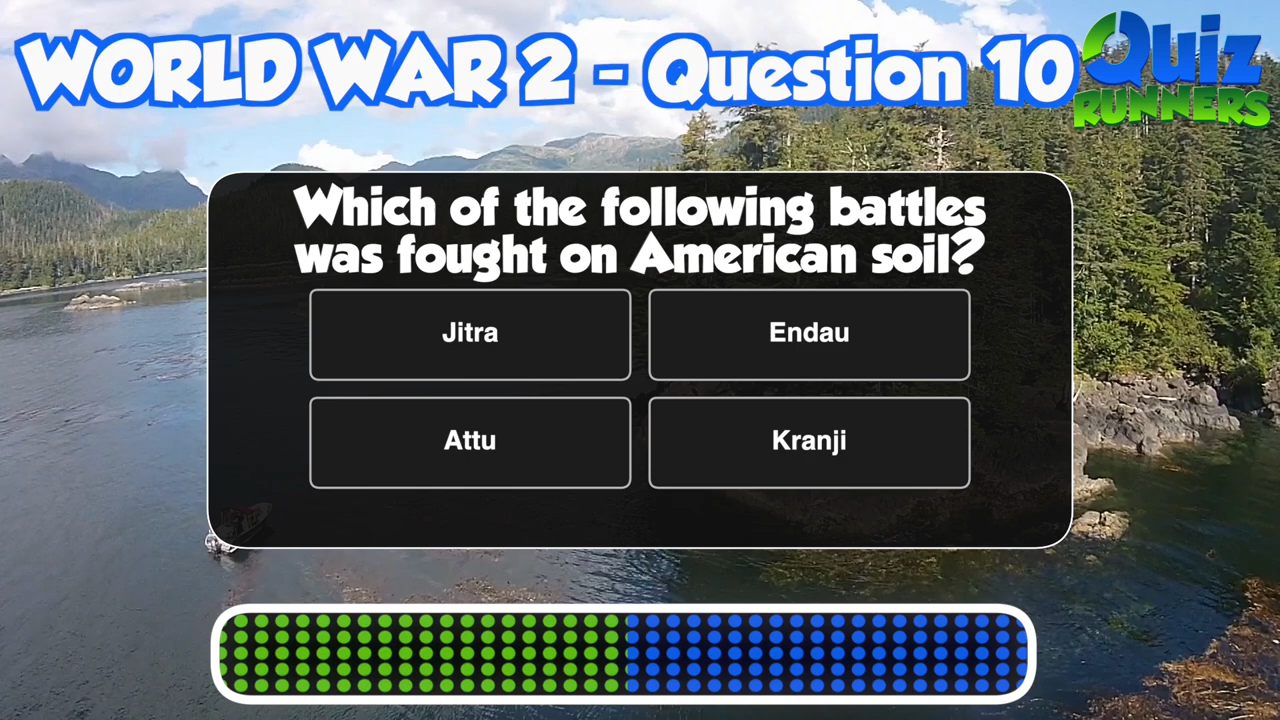 WORLD WAR 2 - Question 10
Quiz
RUNNERS
Which of the following battles
was fought on American soil?
Jitra
Endau
Attu
Kranji